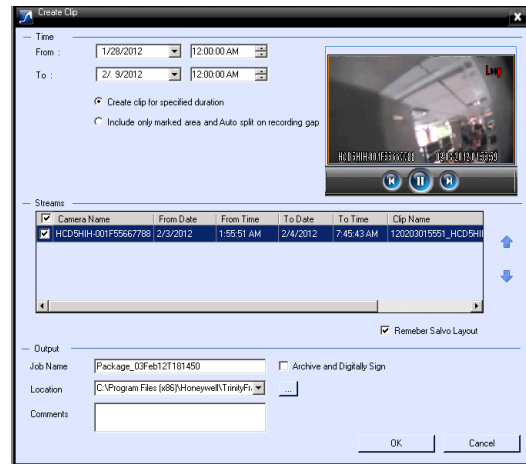 Create Clip
Time
From : 1/28/2012 12:00:00 AM
To : 2/ 9/2012 12:00:00 AM
Create clip for specified duration
Include only marked area and Auto split on recording gap
Loop
HCD5HIH-001F55667788
Streams
Camera Name From Date From Time To Date To Time Clip Name
HCD5HIH-001F55667788 2/3/2012 1:55:51 AM 2/4/2012 7:45:43 AM 120203015551_HCD5HI
Remeber Salvo Layout
Output
Job Name Package_03Feb12T181450 Archive and Digitally Sign
Location C:\Program Files (x86)\Honeywell\TrinityFr ...
Comments
OK Cancel